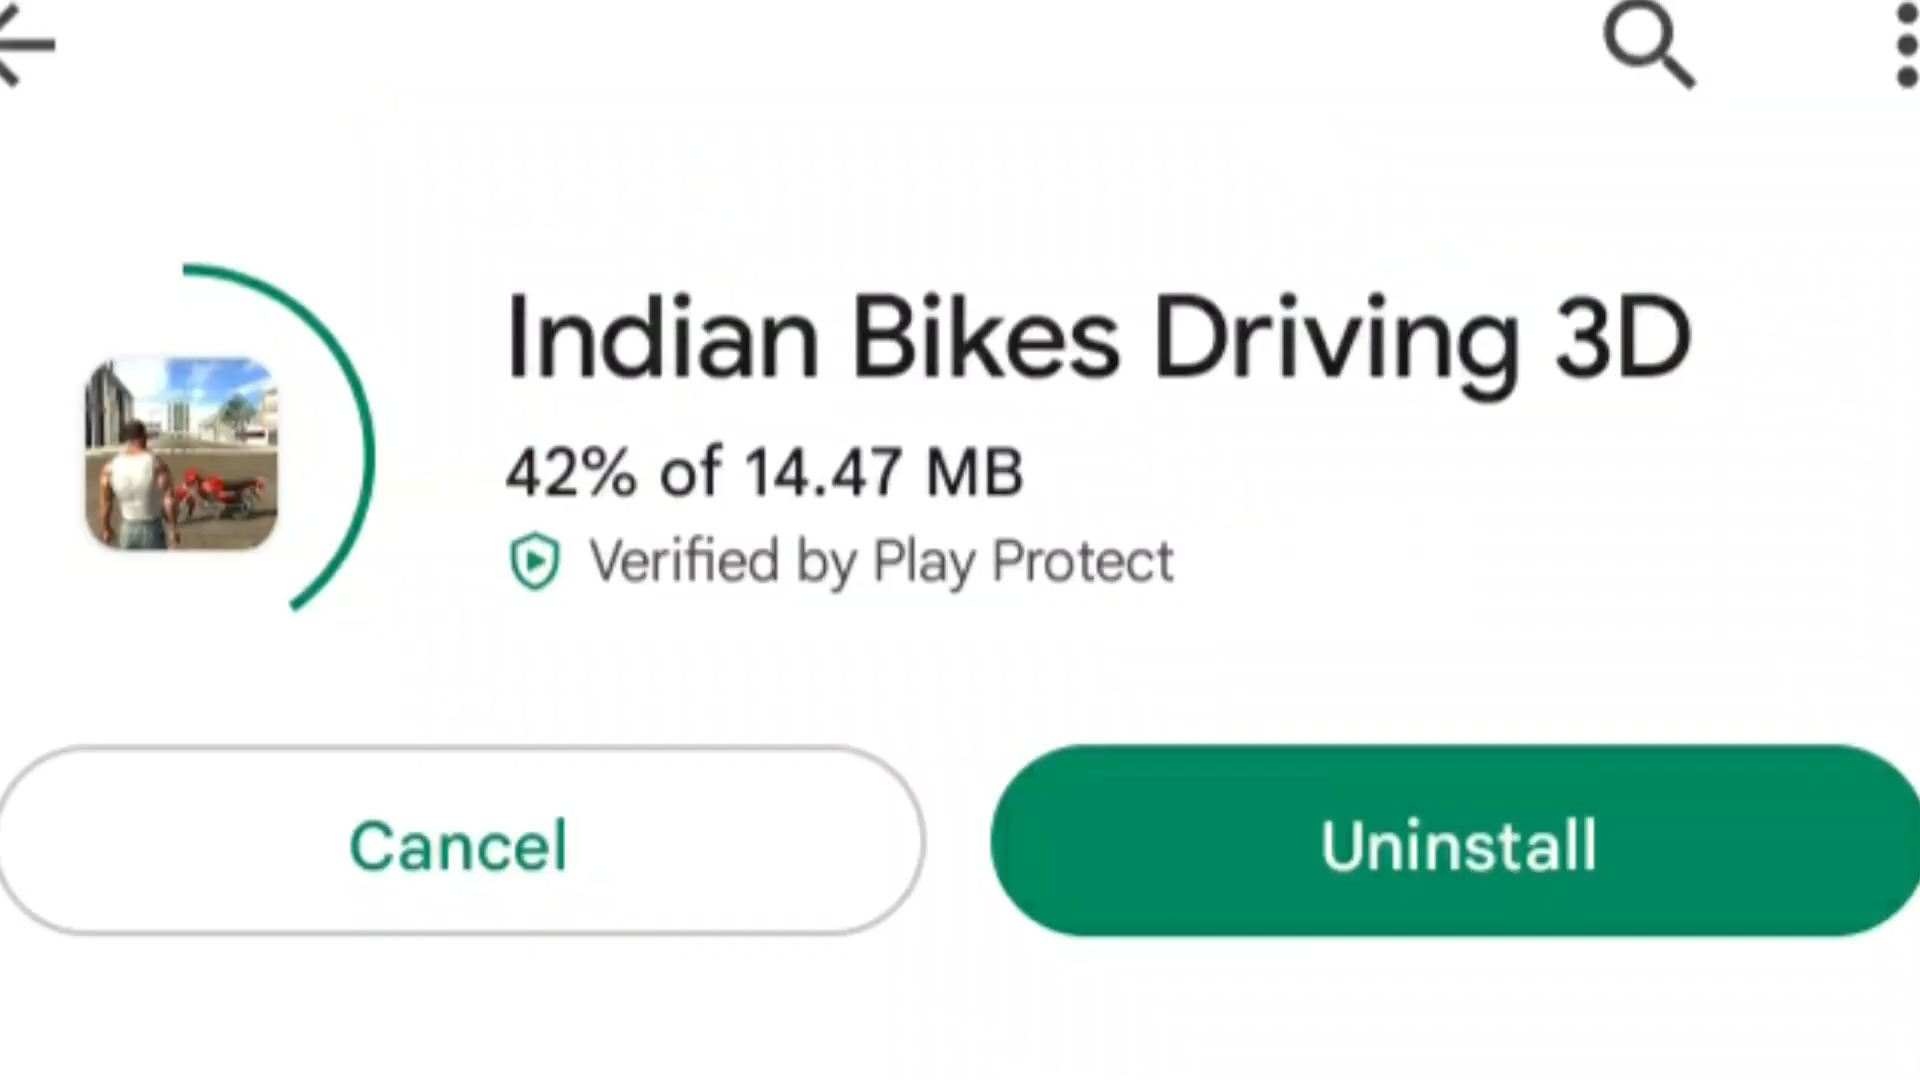 Indian Bikes Driving 3D
42% of 14.47 MB
Verified by Play Protect
Cancel
Uninstall